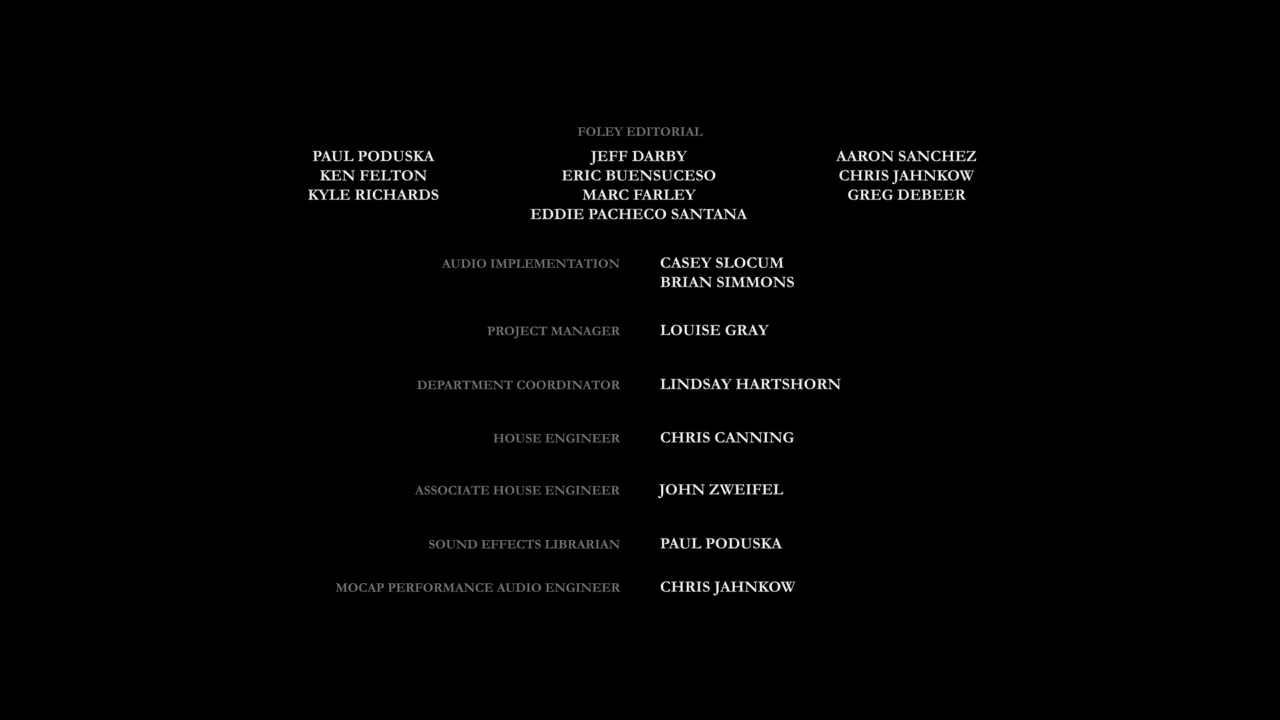 FOLEY EDITORIAL
PAUL PODUSKA JEFF DARBY AARON SANCHEZ
KEN FELTON ERIC BUENSUCESO CHRIS JAHNKOW
KYLE RICHARDS MARC FARLEY GREG DEBEER
EDDIE PACHECO SANTANA
AUDIO IMPLEMENTATION CASEY SLOCUM
BRIAN SIMMONS
PROJECT MANAGER LOUISE GRAY
DEPARTMENT COORDINATOR LINDSAY HARTSHORN
HOUSE ENGINEER CHRIS CANNING
ASSOCIATE HOUSE ENGINEER JOHN ZWEIFEL
SOUND EFFECTS LIBRARIAN PAUL PODUSKA
MOCAP PERFORMANCE AUDIO ENGINEER CHRIS JAHNKOW